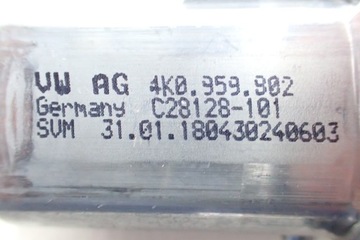 VW AG 4K0.959.802
Germany C28128-101
SVM 31.01.180430240603